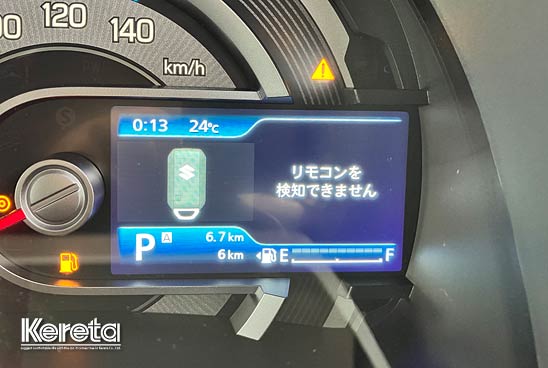 120
140
km/h
0:13 24℃
リモコンを
検知できません
P A 6.7 km
6 km E F
Kereta